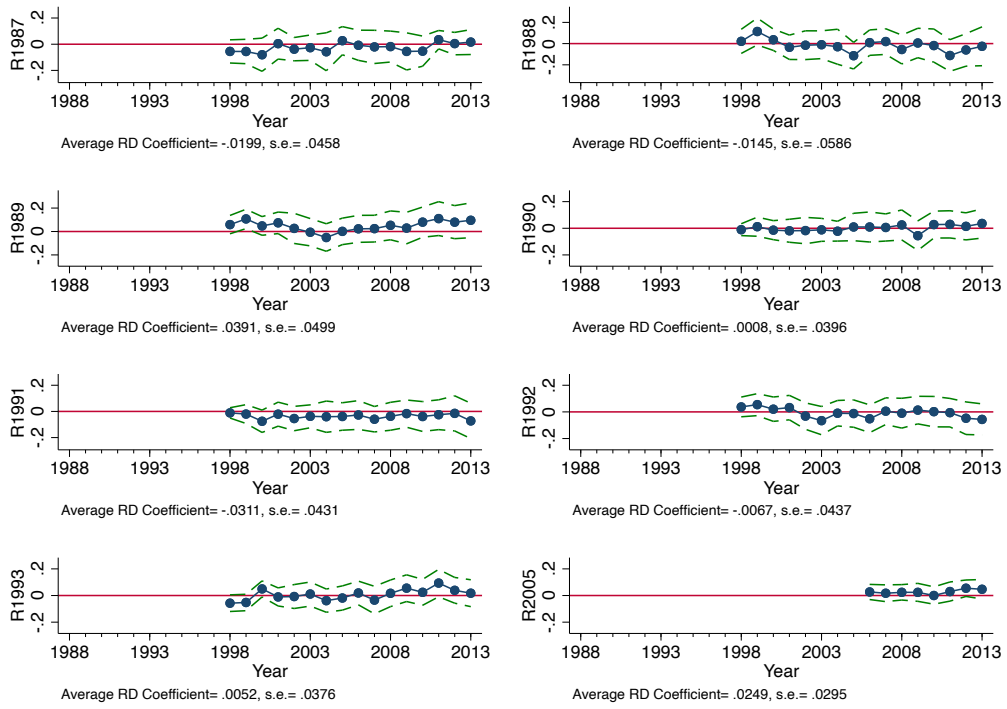 R1987
.2
0
-.2
1988 1993 1998 2003 2008 2013
Year
Average RD Coefficient= -.0199, s.e.= .0458
R1988
.2
0
-.2
1988 1993 1998 2003 2008 2013
Year
Average RD Coefficient= -.0145, s.e.= .0586
R1989
.2
0
-.2
1988 1993 1998 2003 2008 2013
Year
Average RD Coefficient= .0391, s.e.= .0499
R1990
.2
0
-.2
1988 1993 1998 2003 2008 2013
Year
Average RD Coefficient= .0008, s.e.= .0396
R1991
.2
0
-.2
1988 1993 1998 2003 2008 2013
Year
Average RD Coefficient= -.0311, s.e.= .0431
R1992
.2
0
-.2
1988 1993 1998 2003 2008 2013
Year
Average RD Coefficient= -.0067, s.e.= .0437
R1993
.2
0
-.2
1988 1993 1998 2003 2008 2013
Year
Average RD Coefficient= .0052, s.e.= .0376
R2005
.2
0
-.2
1988 1993 1998 2003 2008 2013
Year
Average RD Coefficient= .0249, s.e.= .0295